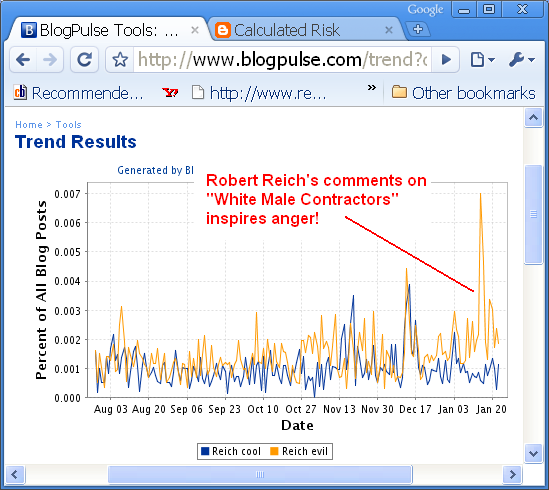 Google
BlogPulse Tools: ...
Calculated Risk
http://www.blogpulse.com/trend?
Recommende...
http://www.re...
»
Other bookmarks
Home > Tools
Trend Results
Generated by Bl
Robert Reich's comments on
"White Male Contractors"
inspires anger!
0.007
0.006
0.005
0.004
0.003
0.002
0.001
0.000
Percent of All Blog Posts
Aug 03 Aug 20 Sep 06 Sep 23 Oct 10 Oct 27 Nov 13 Nov 30 Dec 17 Jan 03 Jan 20
Date
Reich cool Reich evil